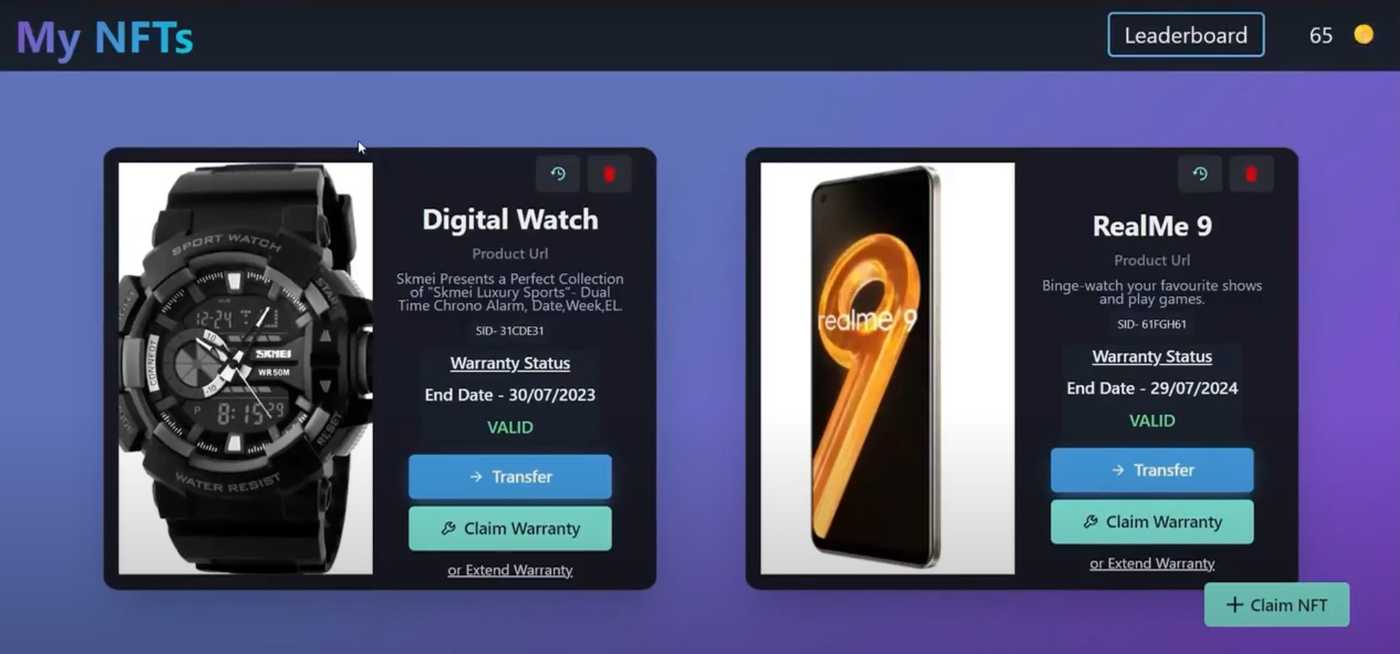 My NFTs
Leaderboard
65
SPORT WATCH
START
12-24
CONNECT
SKMEI
WR50M
P
8:15 29
RESET
WATER RESIST
Digital Watch
Product Url
Skmei Presents a Perfect Collection
of "Skmei Luxury Sports"- Dual
Time Chrono Alarm, Date,Week,EL.
SID- 31CDE31
Warranty Status
End Date - 30/07/2023
VALID
Transfer
Claim Warranty
or Extend Warranty
realme 9
RealMe 9
Product Url
Binge-watch your favourite shows
and play games.
SID- 61FGH61
Warranty Status
End Date - 29/07/2024
VALID
Transfer
Claim Warranty
or Extend Warranty
Claim NFT